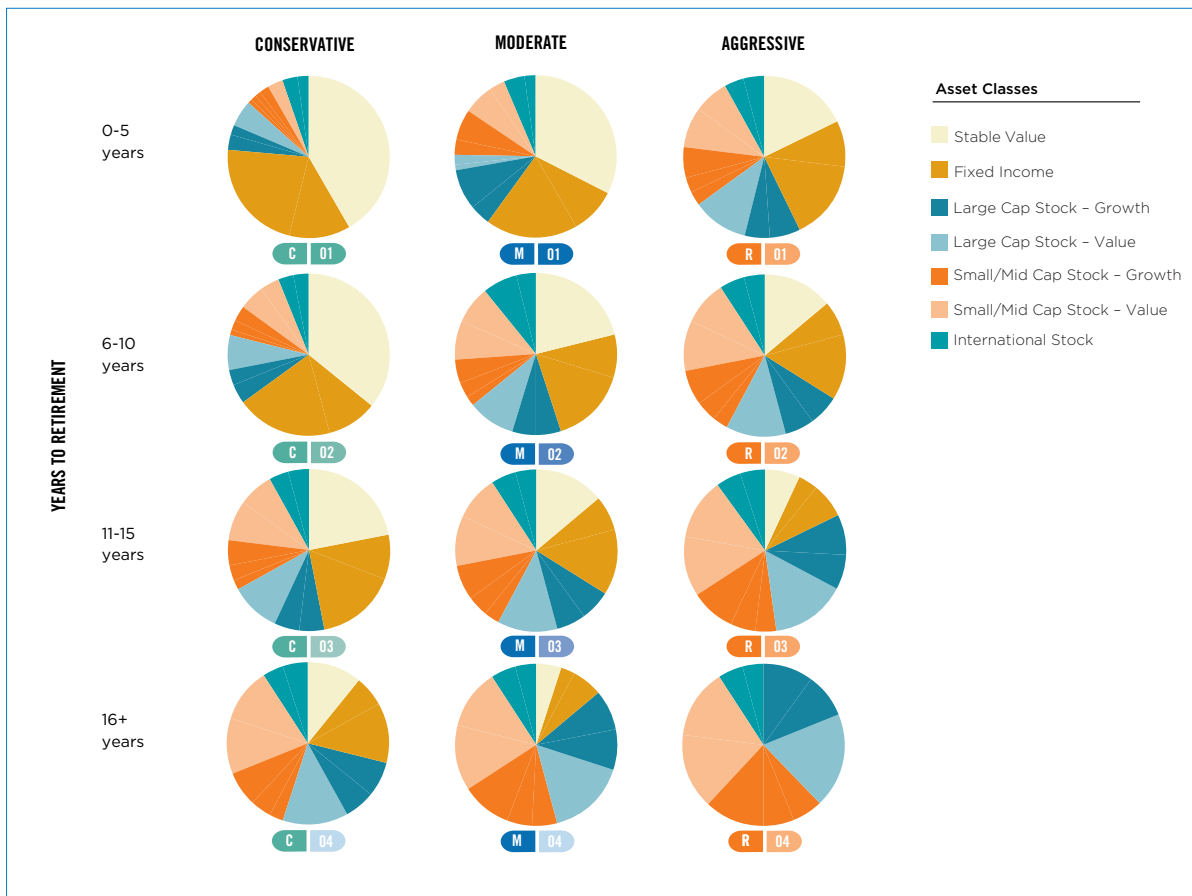 CONSERVATIVE
MODERATE
AGGRESSIVE
Asset Classes
Stable Value
Fixed Income
Large Cap Stock – Growth
Large Cap Stock – Value
Small/Mid Cap Stock – Growth
Small/Mid Cap Stock – Value
International Stock
YEARS TO RETIREMENT
0-5
years
C 01
M 01
R 01
6-10
years
C 02
M 02
R 02
11-15
years
C 03
M 03
R 03
16+
years
C 04
M 04
R 04